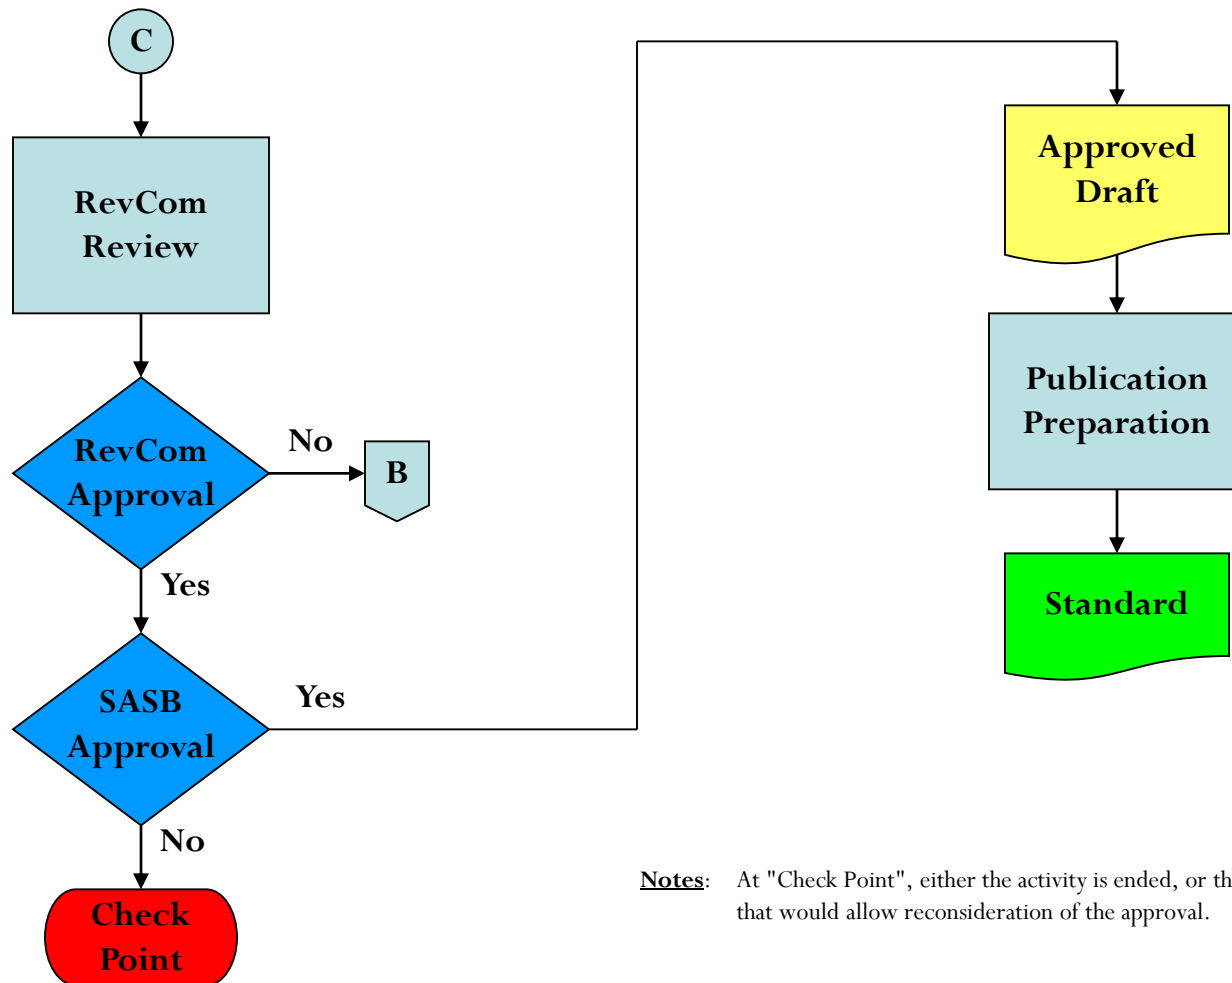 C
RevCom
Review
RevCom
Approval
No
B
Yes
SASB
Approval
Yes
No
Check
Point
Approved
Draft
Publication
Preparation
Standard
Notes: At "Check Point", either the activity is ended, or th
that would allow reconsideration of the approval.